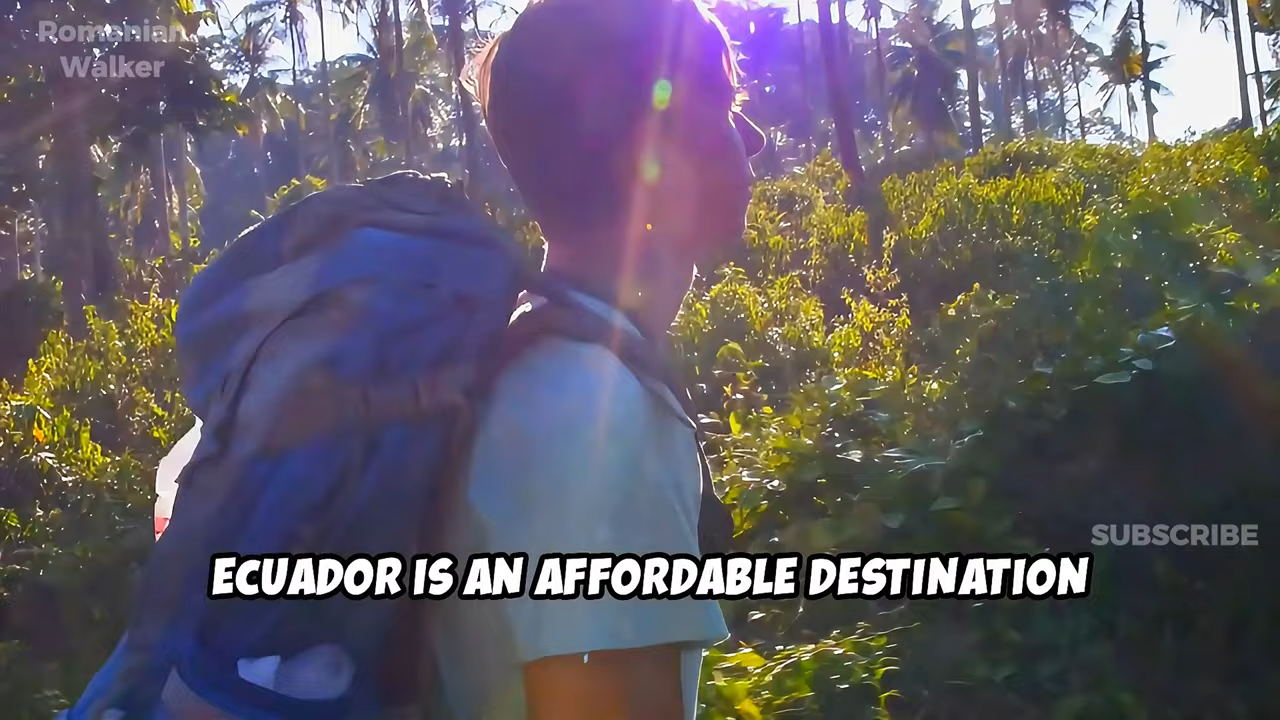 Romanian
Walker
SUBSCRIBE
ECUADOR IS AN AFFORDABLE DESTINATION